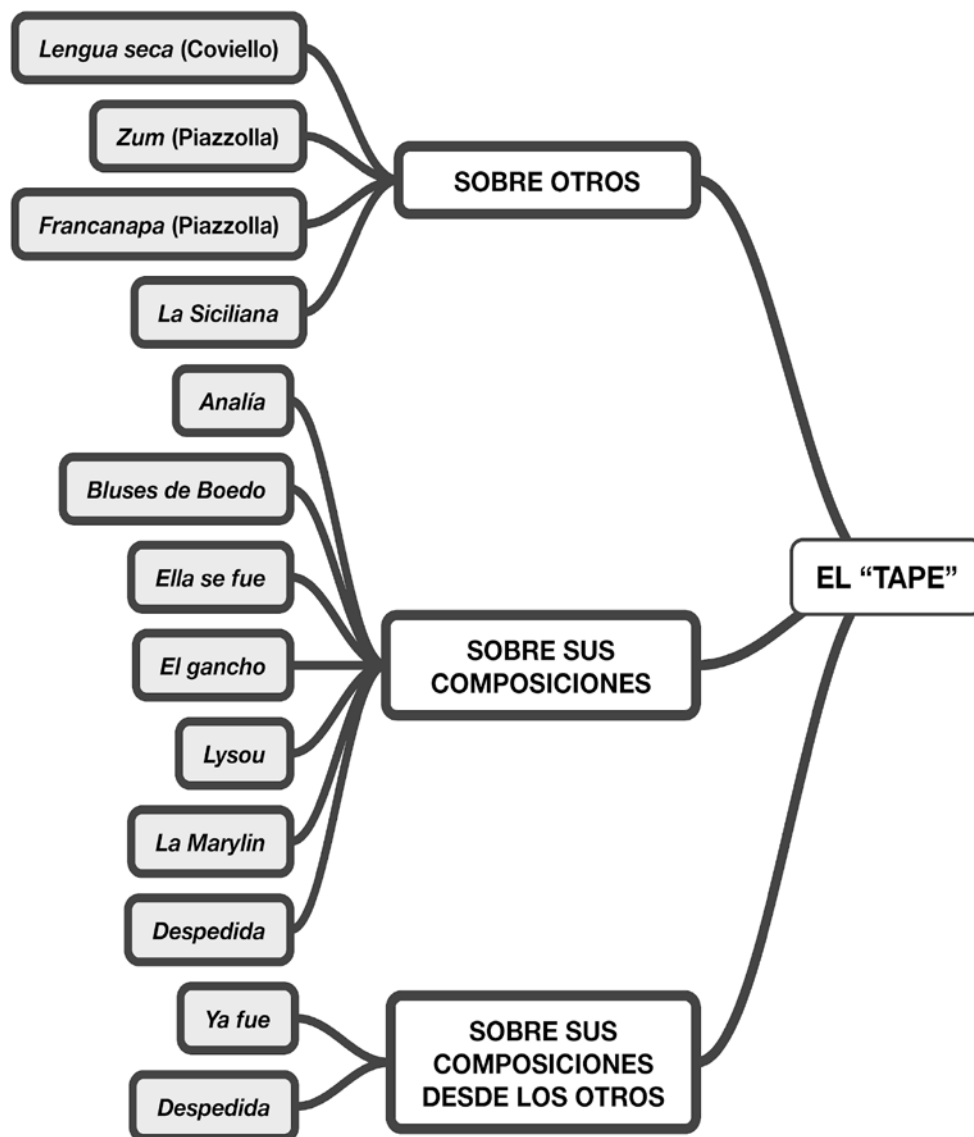 Lengua seca (Coviello)
Zum (Piazzolla)
Francanapa (Piazzolla)
La Siciliana
SOBRE OTROS
Analía
Bluses de Boedo
Ella se fue
El gancho
Lysou
La Marylin
Despedida
SOBRE SUS
COMPOSICIONES
EL “TAPE”
Ya fue
Despedida
SOBRE SUS
COMPOSICIONES
DESDE LOS OTROS